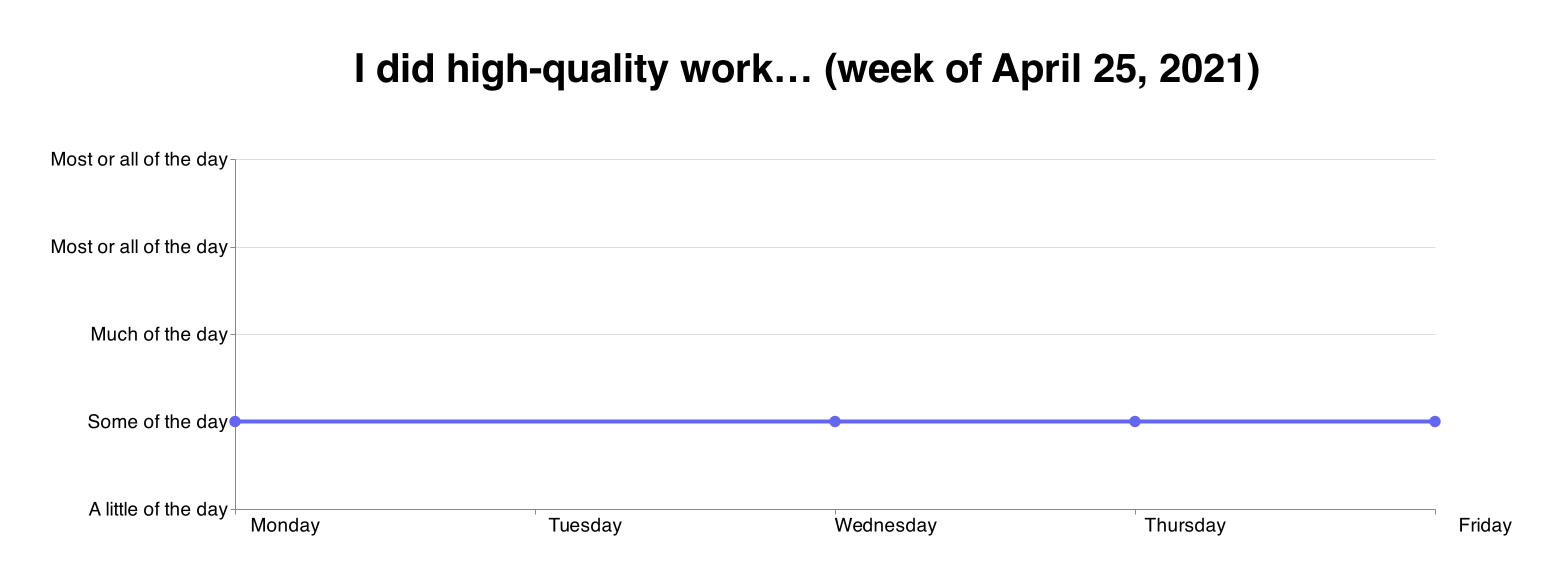 I did high-quality work… (week of April 25, 2021)
Most or all of the day
Most or all of the day
Much of the day
Some of the day
A little of the day
Monday Tuesday Wednesday Thursday Friday